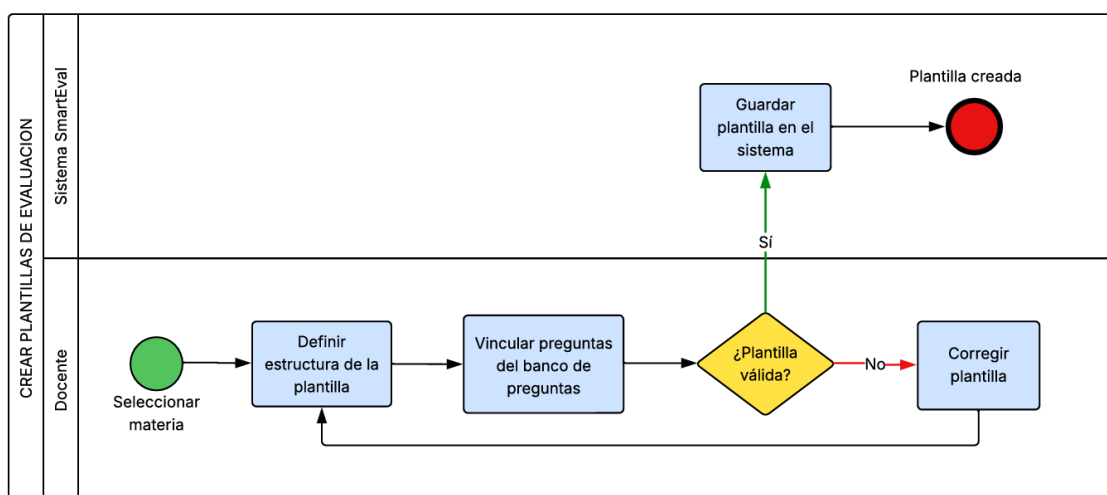 CREAR PLANTILLAS DE EVALUACION
Sistema SmartEval
Guardar
plantilla en el
sistema
Plantilla creada
Sí
Docente
Seleccionar
materia
Definir
estructura de la
plantilla
Vincular preguntas
del banco de
preguntas
¿Plantilla
válida?
No
Corregir
plantilla